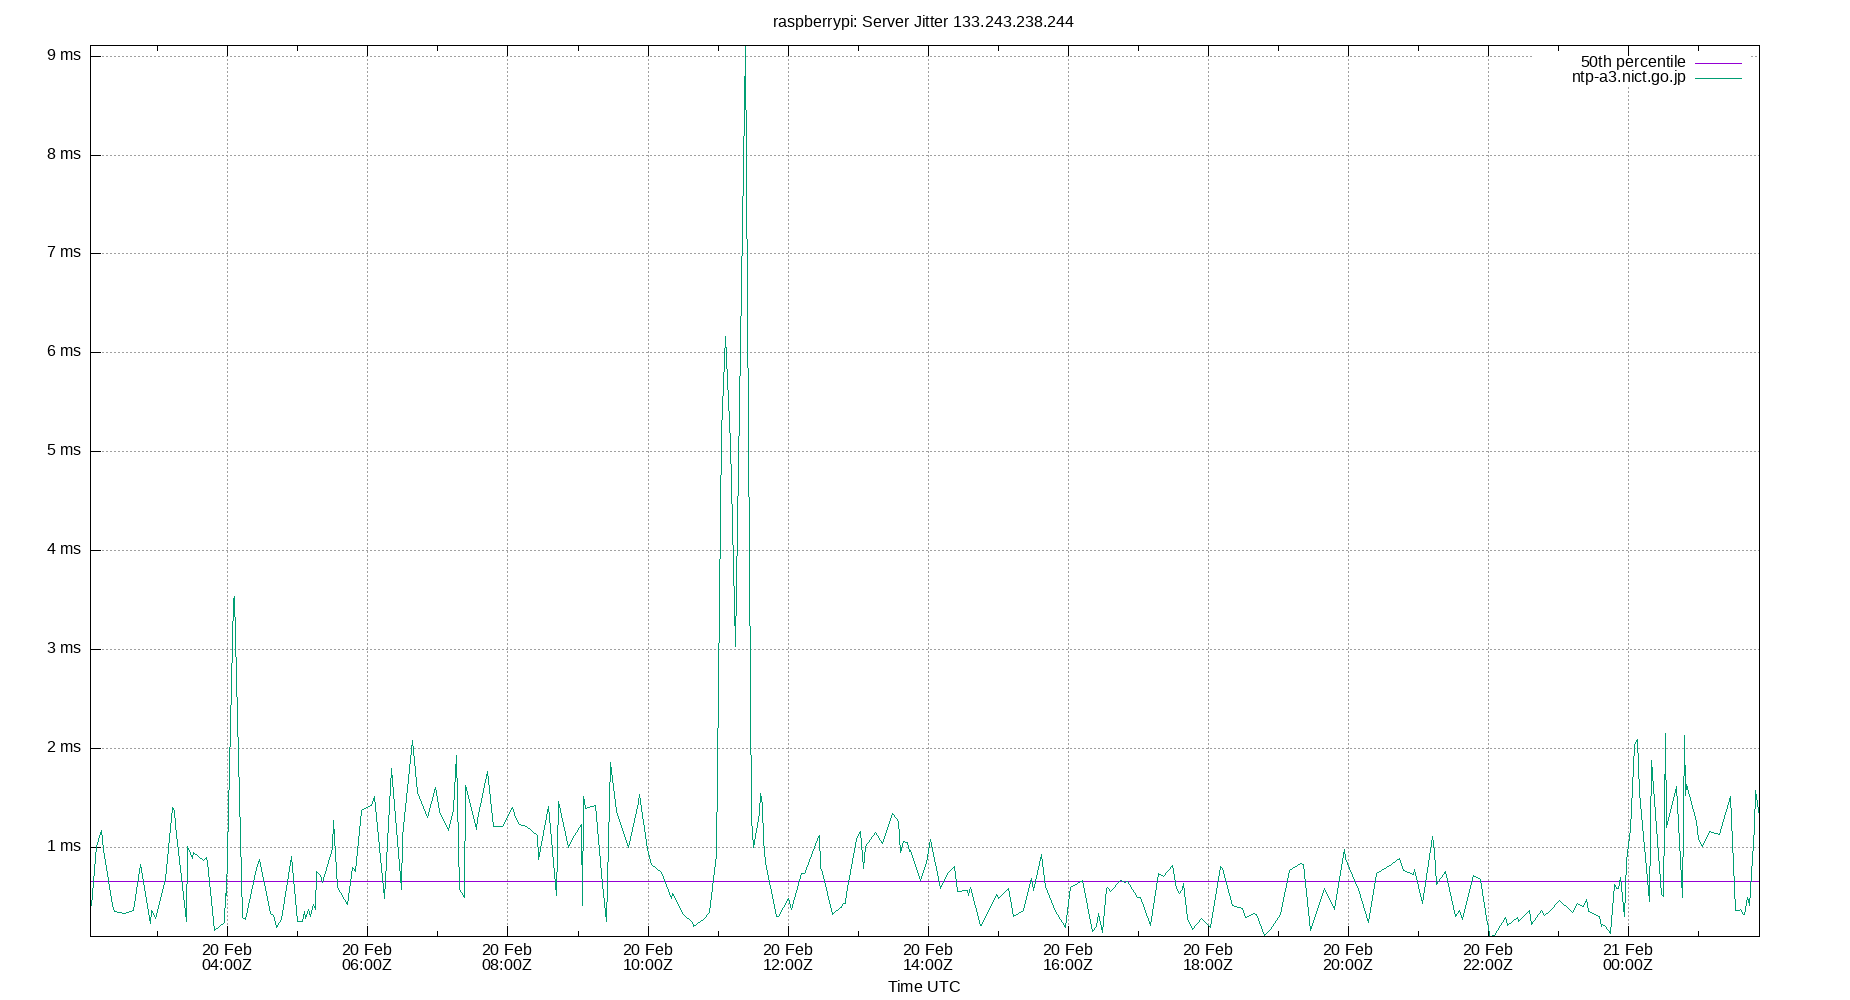 raspberrypi: Server Jitter 133.243.238.244
50th percentile
ntp-a3.nict.go.jp
9 ms
8 ms
7 ms
6 ms
5 ms
4 ms
3 ms
2 ms
1 ms
20 Feb 20 Feb 20 Feb 20 Feb 20 Feb 20 Feb 20 Feb 20 Feb 20 Feb 20 Feb 21 Feb
04:00Z 06:00Z 08:00Z 10:00Z 12:00Z 14:00Z 16:00Z 18:00Z 20:00Z 22:00Z 00:00Z
Time UTC